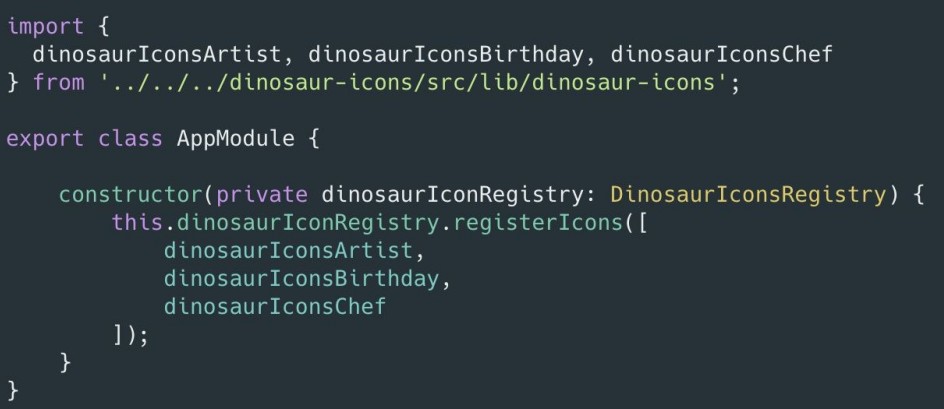 import {
  dinosaurIconsArtist, dinosaurIconsBirthday, dinosaurIconsChef
} from '../../../dinosaur-icons/src/lib/dinosaur-icons';

export class AppModule {

    constructor(private dinosaurIconRegistry: DinosaurIconsRegistry) {
        this.dinosaurIconRegistry.registerIcons([
            dinosaurIconsArtist,
            dinosaurIconsBirthday,
            dinosaurIconsChef
        ]);
    }
}